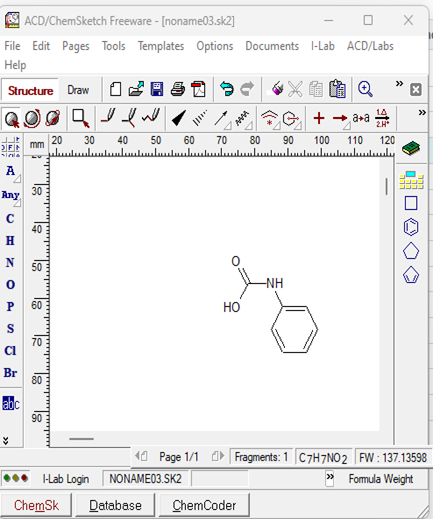 ACD/ChemSketch Freeware - [noname03.sk2]
File Edit Pages Tools Templates Options Documents I-Lab ACD/Labs
Help
Structure Draw
mm 20 30 40 50 60 70 80 90 100 110 120
20
30
40
50
60
70
80
90
A
Any
C
H
N
O
P
S
Cl
Br
abc
O
NH
HO
Page 1/1 Fragments: 1 C7H7NO2 FW : 137.13598
I-Lab Login NONAME03.SK2 Formula Weight
ChemSk Database ChemCoder